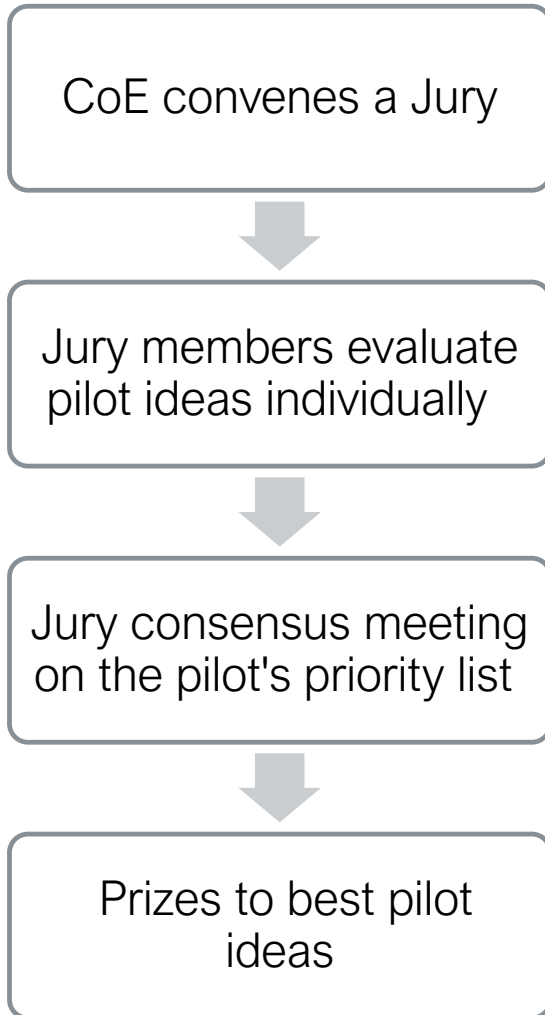 CoE convenes a Jury
Jury members evaluate
pilot ideas individually
Jury consensus meeting
on the pilot's priority list
Prizes to best pilot
ideas